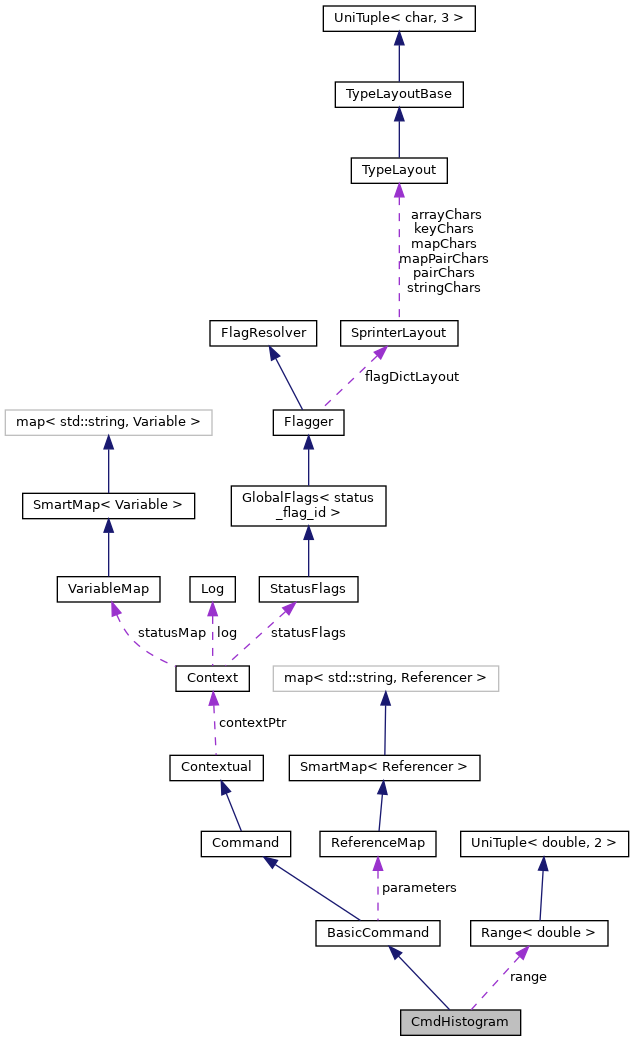 UniTuple< char, 3 >
TypeLayoutBase
TypeLayout
arrayChars
keyChars
mapChars
mapPairChars
pairChars
stringChars
FlagResolver
SprinterLayout
flagDictLayout
map< std::string, Variable >
Flagger
SmartMap< Variable >
GlobalFlags< status
_flag_id >
VariableMap
Log
StatusFlags
statusMap
log
statusFlags
Context
map< std::string, Referencer >
contextPtr
Contextual
SmartMap< Referencer >
Command
ReferenceMap
UniTuple< double, 2 >
parameters
BasicCommand
Range< double >
range
CmdHistogram